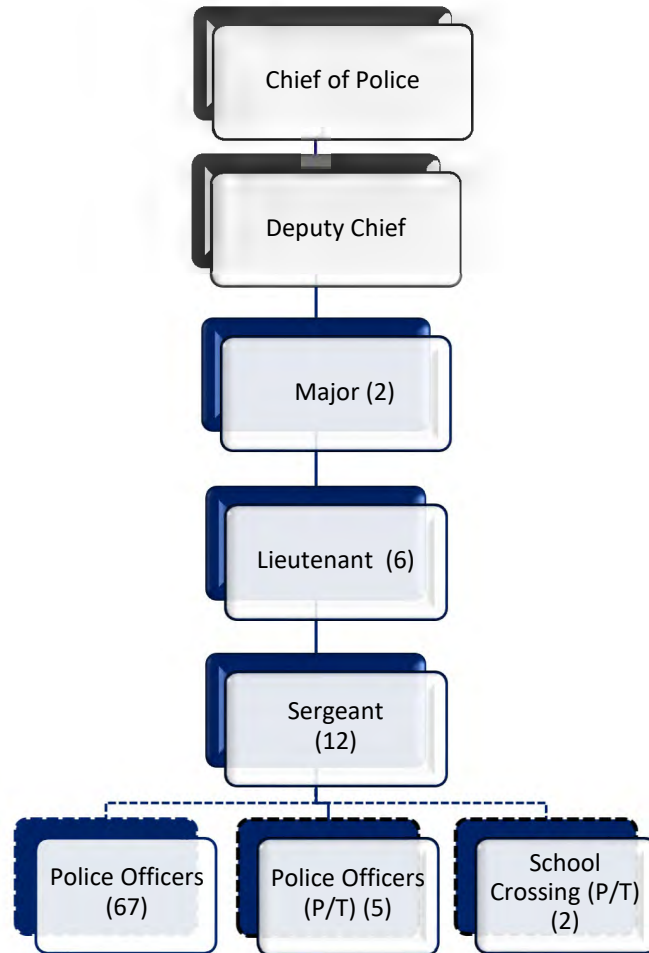 Chief of Police
Deputy Chief
Major (2)
Lieutenant (6)
Sergeant
(12)
Police Officers
(67)
Police Officers
(P/T) (5)
School
Crossing (P/T)
(2)